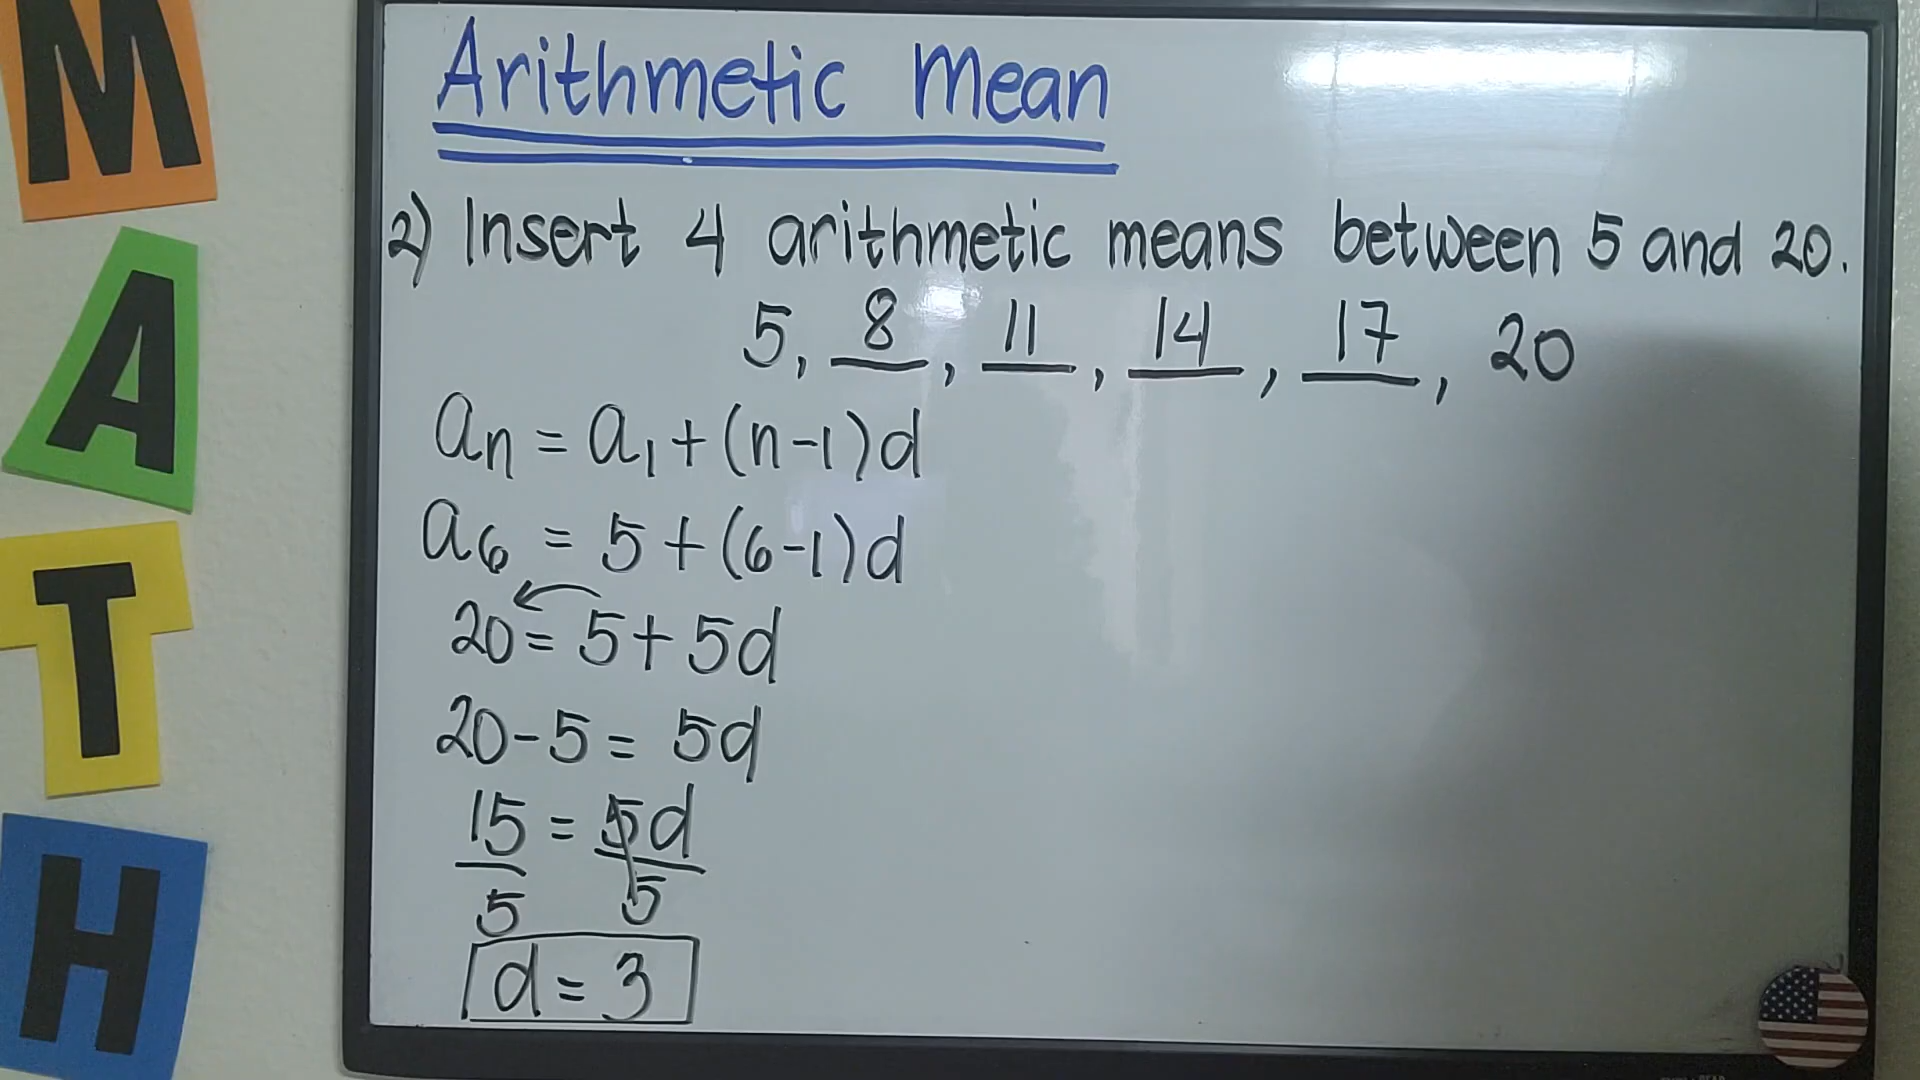 M
A
T
H
Arithmetic Mean
2) Insert 4 arithmetic means between 5 and 20.
5, 8, 11, 14, 17, 20
an = a1 + (n-1)d
a6 = 5 + (6-1)d
20 = 5 + 5d
20 - 5 = 5d
15 = 5d
5 5
d = 3